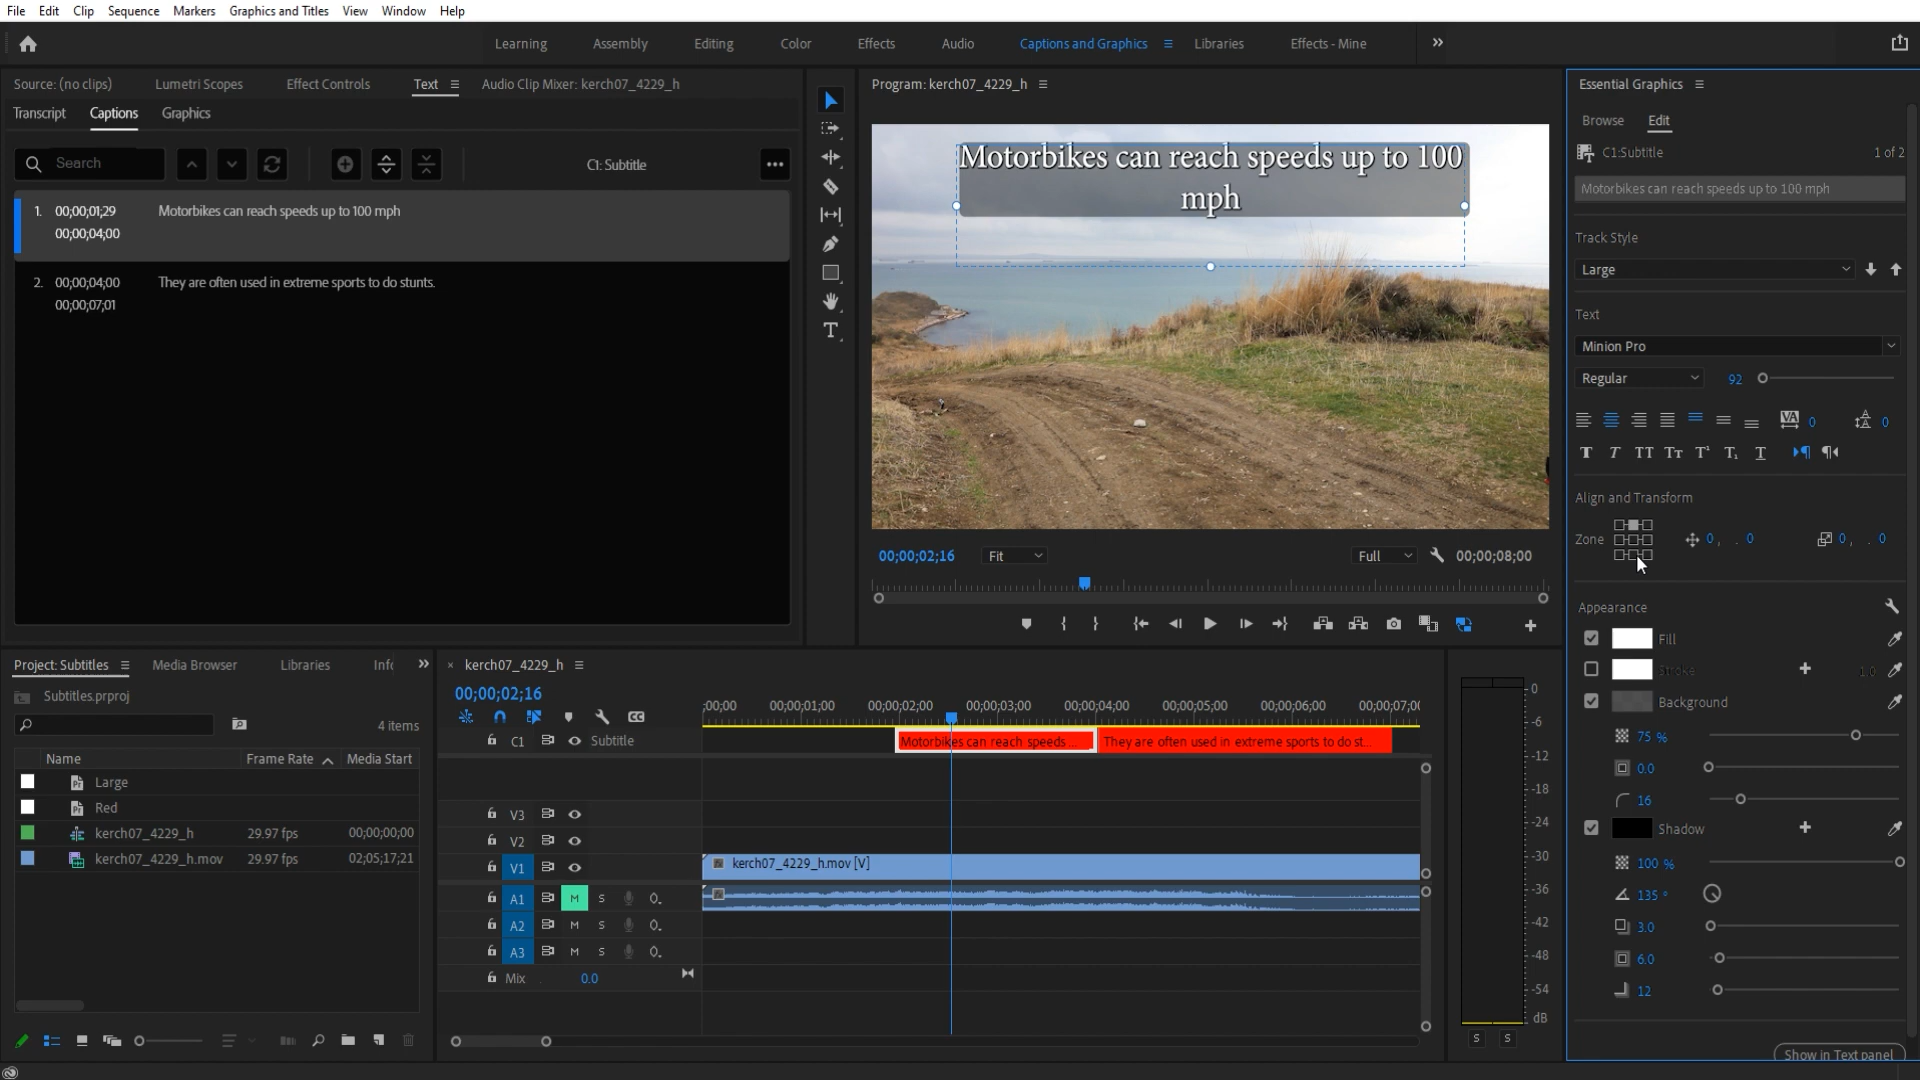 File Edit Clip Sequence Markers Graphics and Titles View Window Help
Learning Assembly Editing Color Effects Audio Captions and Graphics Libraries Effects - Mine
Source: (no clips) Lumetri Scopes Effect Controls Text Audio Clip Mixer: kerch07_4229_h
Transcript Captions Graphics
Search
C1: Subtitle
1. 00;00;01;29 Motorbikes can reach speeds up to 100 mph
00;00;04;00
2. 00;00;04;00 They are often used in extreme sports to do stunts.
00;00;07;01
Program: kerch07_4229_h
Motorbikes can reach speeds up to 100
mph
00;00;02;16 Fit Full 00;00;08;00
Essential Graphics
Browse Edit
C1:Subtitle 1 of 2
Motorbikes can reach speeds up to 100 mph
Track Style
Large
Text
Minion Pro
Regular 92
VA 0 0
T T TT TT T¹ T₁ T
Align and Transform
Zone 0, . 0 0, . 0
Appearance
Fill
Stroke 1.0
Background
75 %
0.0
16
Shadow
100 %
135 °
3.0
6.0
12
Show in Text panel
Project: Subtitles Media Browser Libraries Info
Subtitles.prproj
4 items
Name Frame Rate Media Start
Large
Red
kerch07_4229_h 29.97 fps 00;00;00;00
kerch07_4229_h.mov 29.97 fps 02;05;17;21
× kerch07_4229_h
00;00;02;16
CC
;00;00 00;00;01;00 00;00;02;00 00;00;03;00 00;00;04;00 00;00;05;00 00;00;06;00 00;00;07;00
C1 Subtitle
Motorbikes can reach speeds ... They are often used in extreme sports to do st...
V3
V2
V1 kerch07_4229_h.mov [V]
A1 M S
A2 M S
A3 M S
Mix 0.0
0
-6
-12
-18
-24
-30
-36
-42
-48
-54
dB
S S